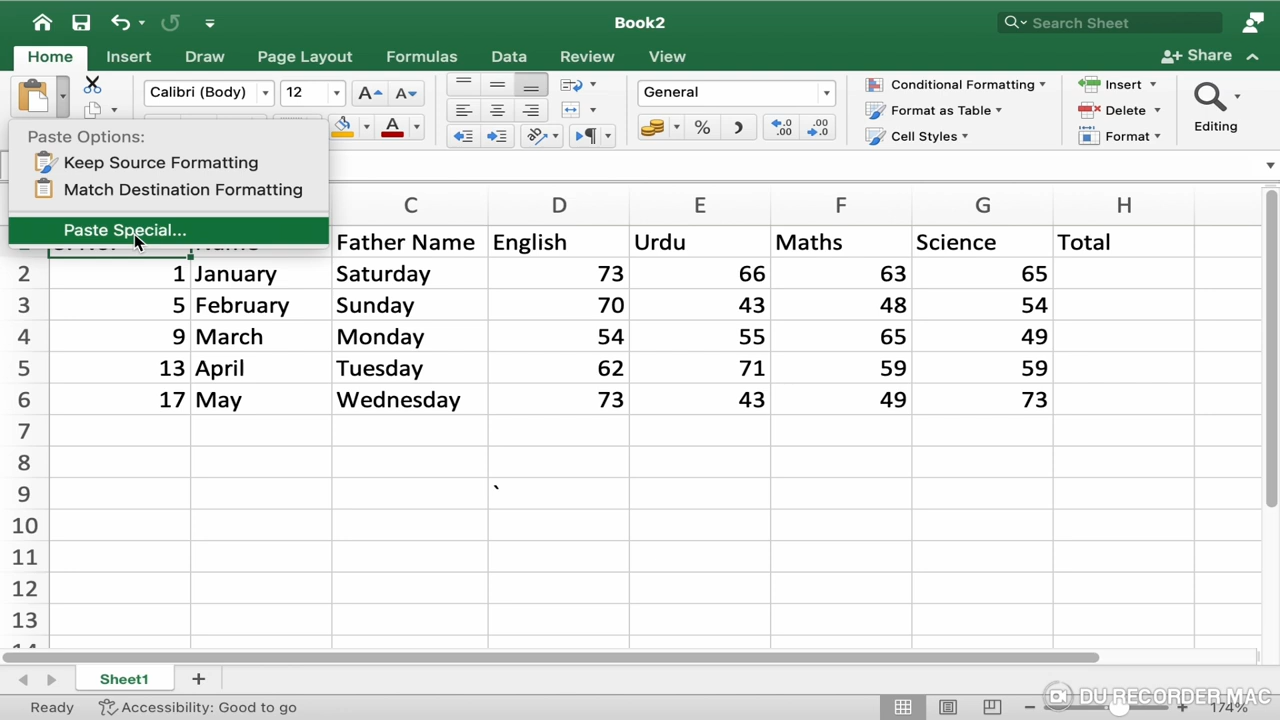 Book2
Search Sheet
Home Insert Draw Page Layout Formulas Data Review View Share
Calibri (Body) 12 A A General Conditional Formatting Insert
Format as Table Delete
A % Cell Styles Format Editing
Paste Options:
Keep Source Formatting
Match Destination Formatting
Paste Special...
C D E F G H
Father Name English Urdu Maths Science Total
2 1 January Saturday 73 66 63 65
3 5 February Sunday 70 43 48 54
4 9 March Monday 54 55 65 49
5 13 April Tuesday 62 71 59 59
6 17 May Wednesday 73 43 49 73
7
8
9 `
10
11
12
13
Sheet1
Ready Accessibility: Good to go 174%
DU RECORDER MAC